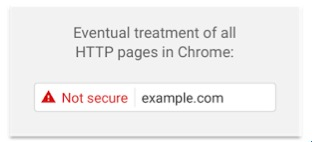 Eventual treatment of all
HTTP pages in Chrome:
Not secure example.com